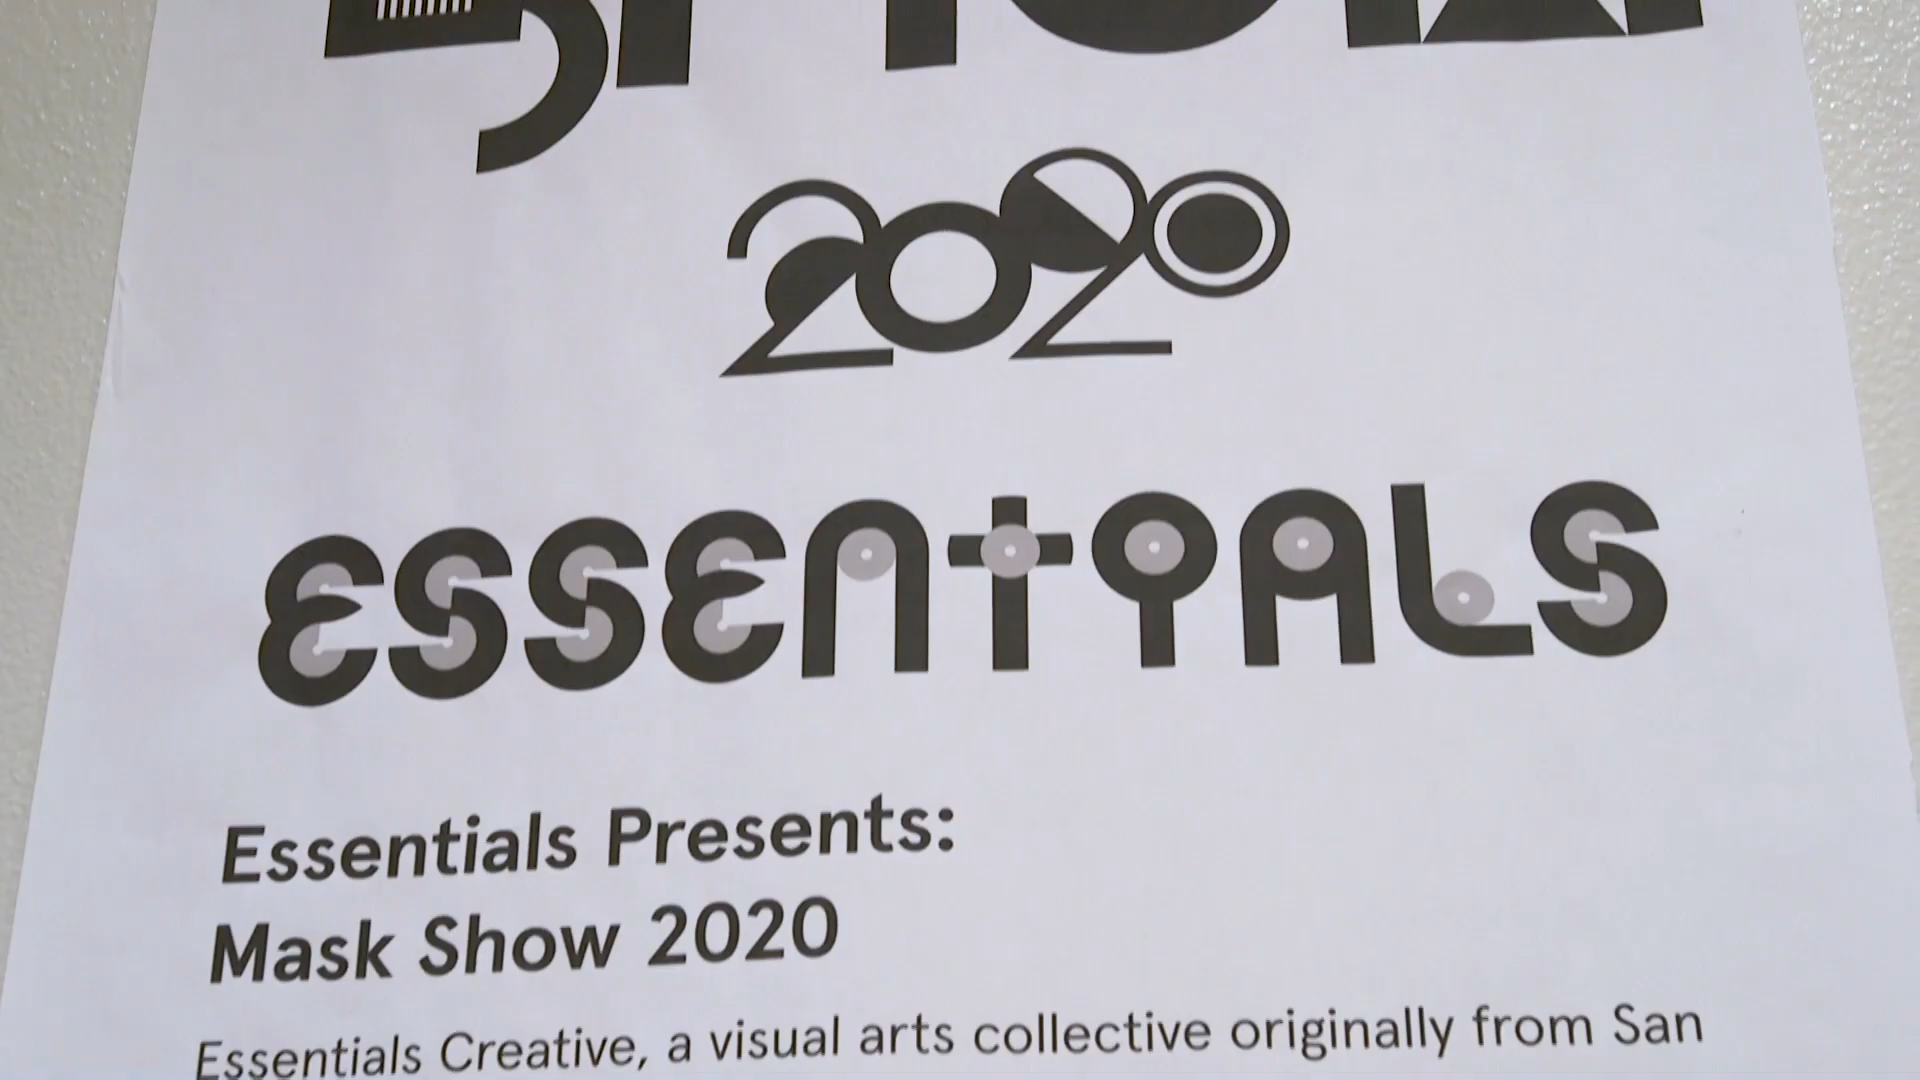 2020
ESSENTIALS
Essentials Presents:
Mask Show 2020
Essentials Creative, a visual arts collective originally from San